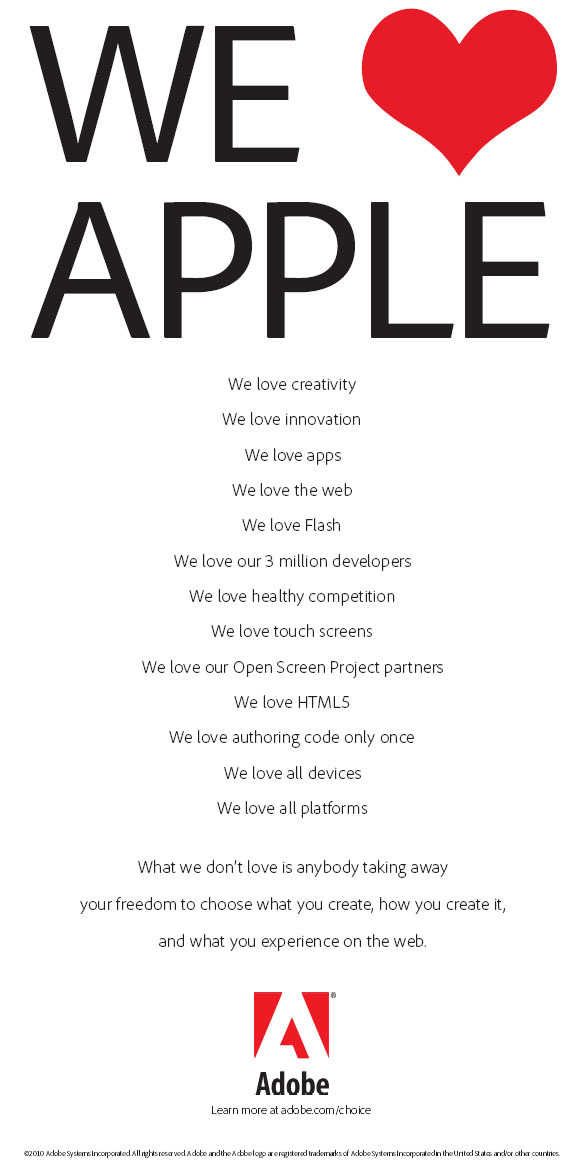 WE
APPLE
We love creativity
We love innovation
We love apps
We love the web
We love Flash
We love our 3 million developers
We love healthy competition
We love touch screens
We love our Open Screen Project partners
We love HTML5
We love authoring code only once
We love all devices
We love all platforms
What we don't love is anybody taking away
your freedom to choose what you create, how you create it,
and what you experience on the web.
®
Adobe
Learn more at adobe.com/choice
©2010 Adobe Systems Incorporated. All rights reserved. Adobe and the Adobe logo are registered trademarks of Adobe Systems Incorporated in the United States and/or other countries.